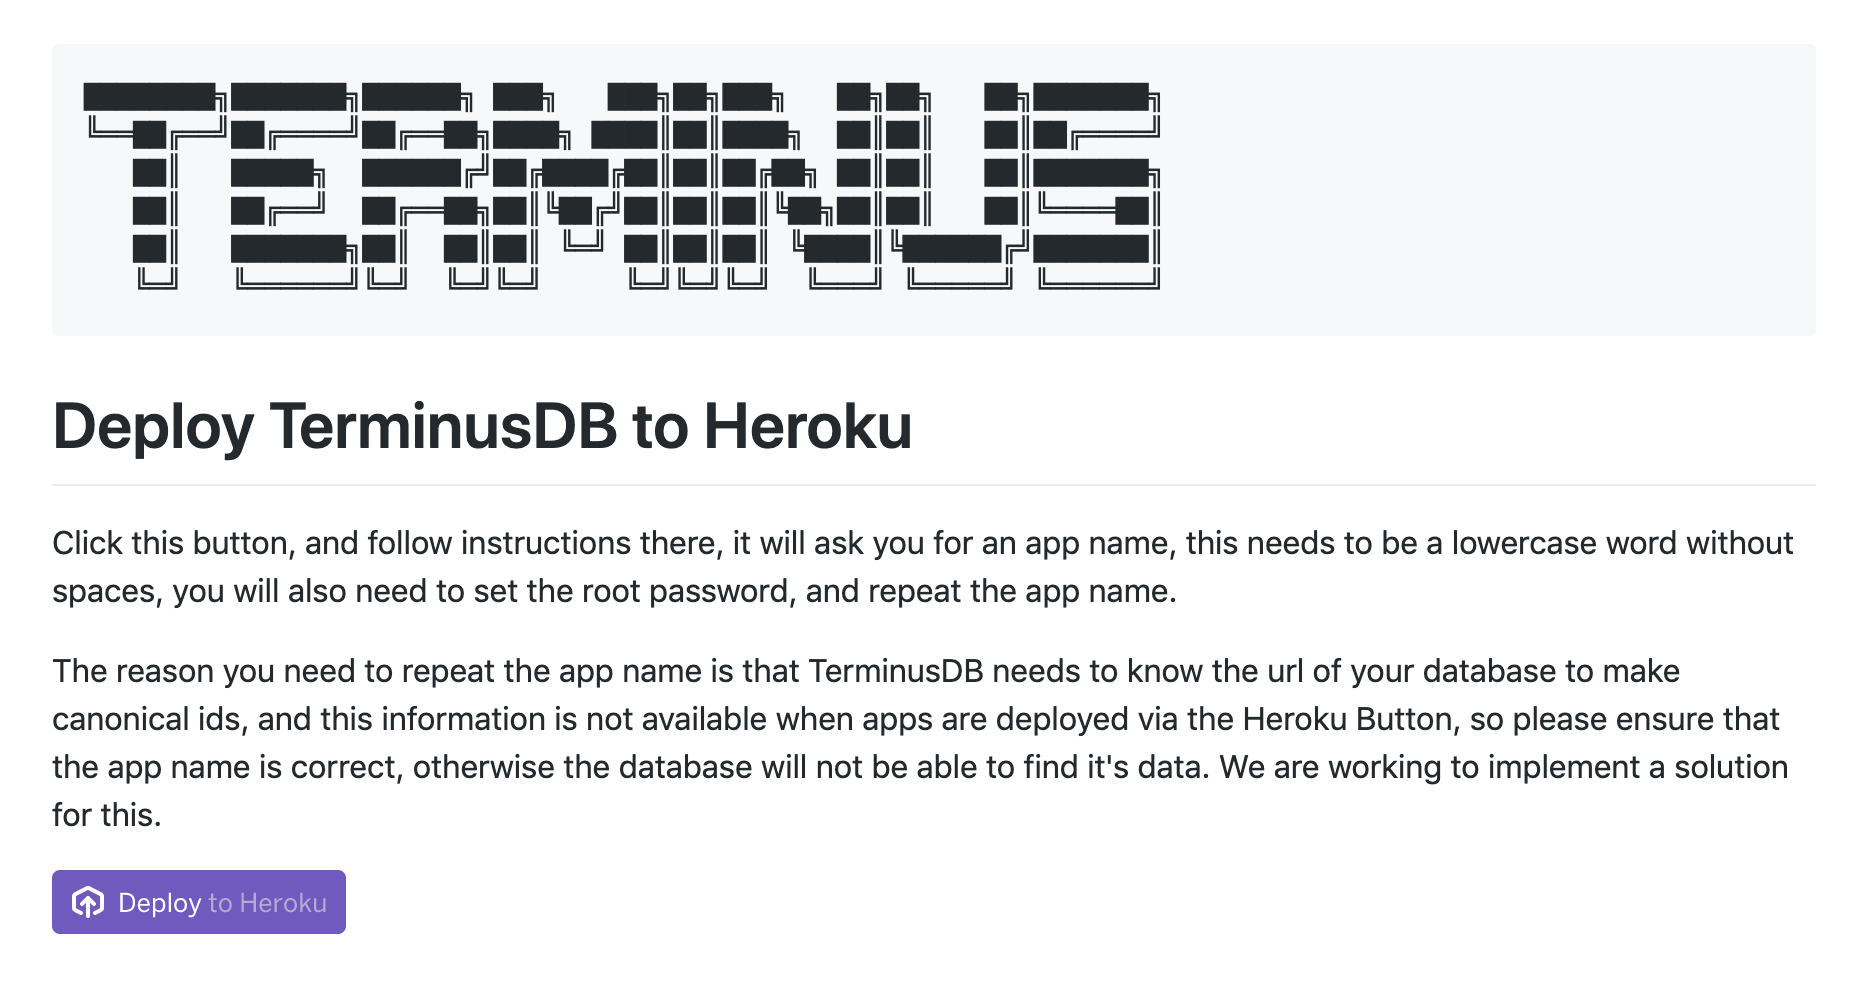 TERMINUS
Deploy TerminusDB to Heroku
Click this button, and follow instructions there, it will ask you for an app name, this needs to be a lowercase word without
spaces, you will also need to set the root password, and repeat the app name.
The reason you need to repeat the app name is that TerminusDB needs to know the url of your database to make
canonical ids, and this information is not available when apps are deployed via the Heroku Button, so please ensure that
the app name is correct, otherwise the database will not be able to find it's data. We are working to implement a solution
for this.
Deploy to Heroku